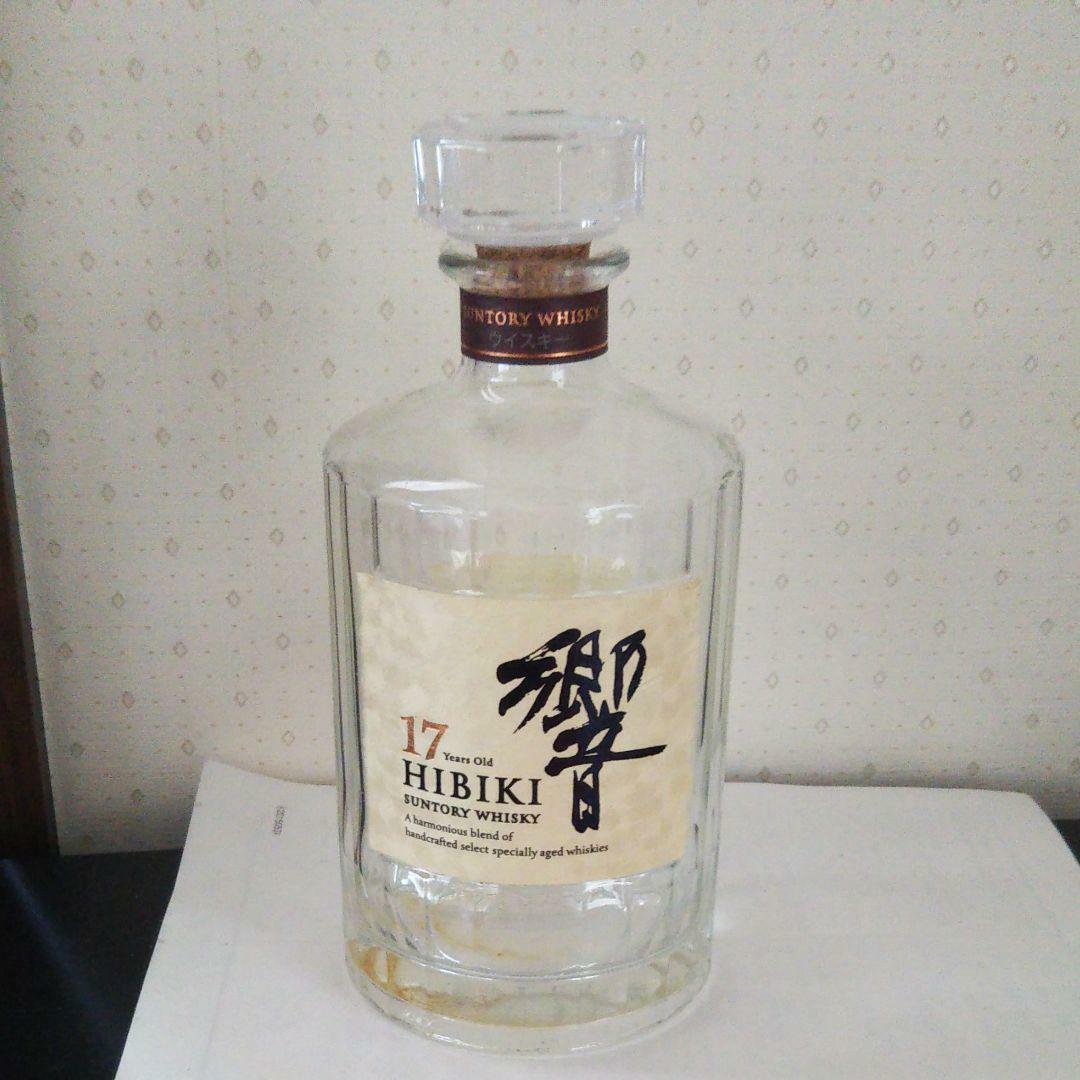 SUNTORY WHISKY
ウイスキー
響
17 Years Old
HIBIKI
SUNTORY WHISKY
A harmonious blend of
handcrafted select specially aged whiskies